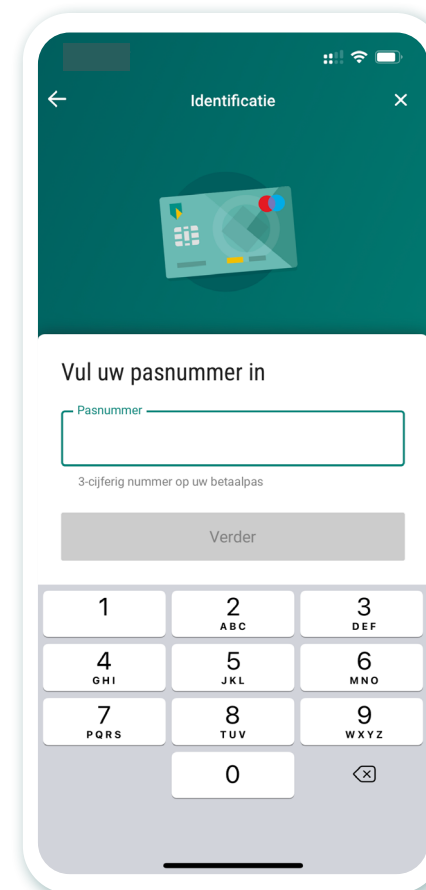 Identificatie
Vul uw pasnummer in
Pasnummer
3-cijferig nummer op uw betaalpas
Verder
1 2 3
ABC DEF
4 5 6
GHI JKL MNO
7 8 9
PQRS TUV WXYZ
0